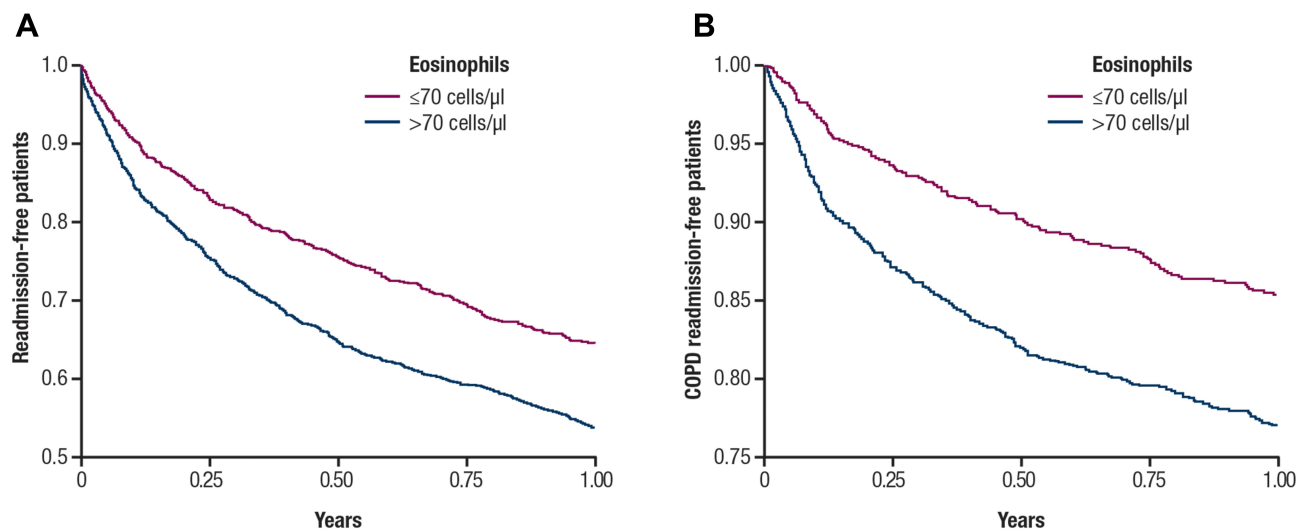 A
Eosinophils
≤70 cells/µl
>70 cells/µl
Readmission-free patients
1.0
0.9
0.8
0.7
0.6
0.5
0
0.25
0.50
0.75
1.00
Years
B
Eosinophils
≤70 cells/µl
>70 cells/µl
COPD readmission-free patients
1.00
0.95
0.90
0.85
0.80
0.75
0
0.25
0.50
0.75
1.00
Years